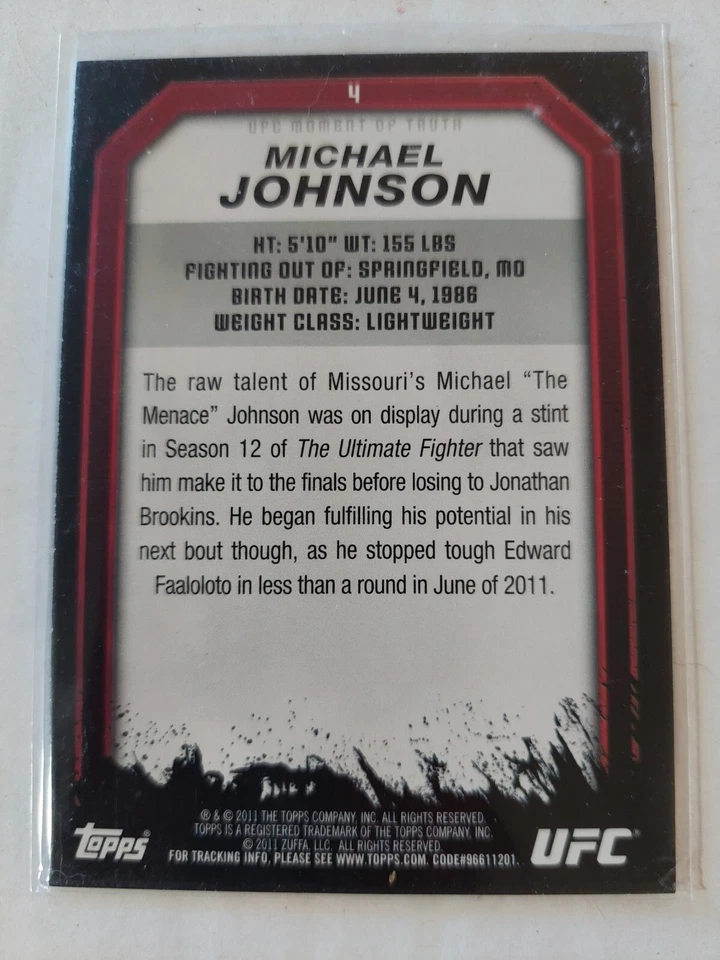 4
UFC MOMENT OF TRUTH
MICHAEL
JOHNSON
HT: 5'10" WT: 155 LBS
FIGHTING OUT OF: SPRINGFIELD, MO
BIRTH DATE: JUNE 4, 1986
WEIGHT CLASS: LIGHTWEIGHT
The raw talent of Missouri's Michael “The
Menace” Johnson was on display during a stint
in Season 12 of The Ultimate Fighter that saw
him make it to the finals before losing to Jonathan
Brookins. He began fulfilling his potential in his
next bout though, as he stopped tough Edward
Faaloloto in less than a round in June of 2011.
® & © 2011 THE TOPPS COMPANY, INC. ALL RIGHTS RESERVED.
TOPPS IS A REGISTERED TRADEMARK OF THE TOPPS COMPANY, INC.
© 2011 ZUFFA, LLC. ALL RIGHTS RESERVED.
FOR TRACKING INFO, PLEASE SEE WWW.TOPPS.COM. CODE#96611201
topps®
UFC®